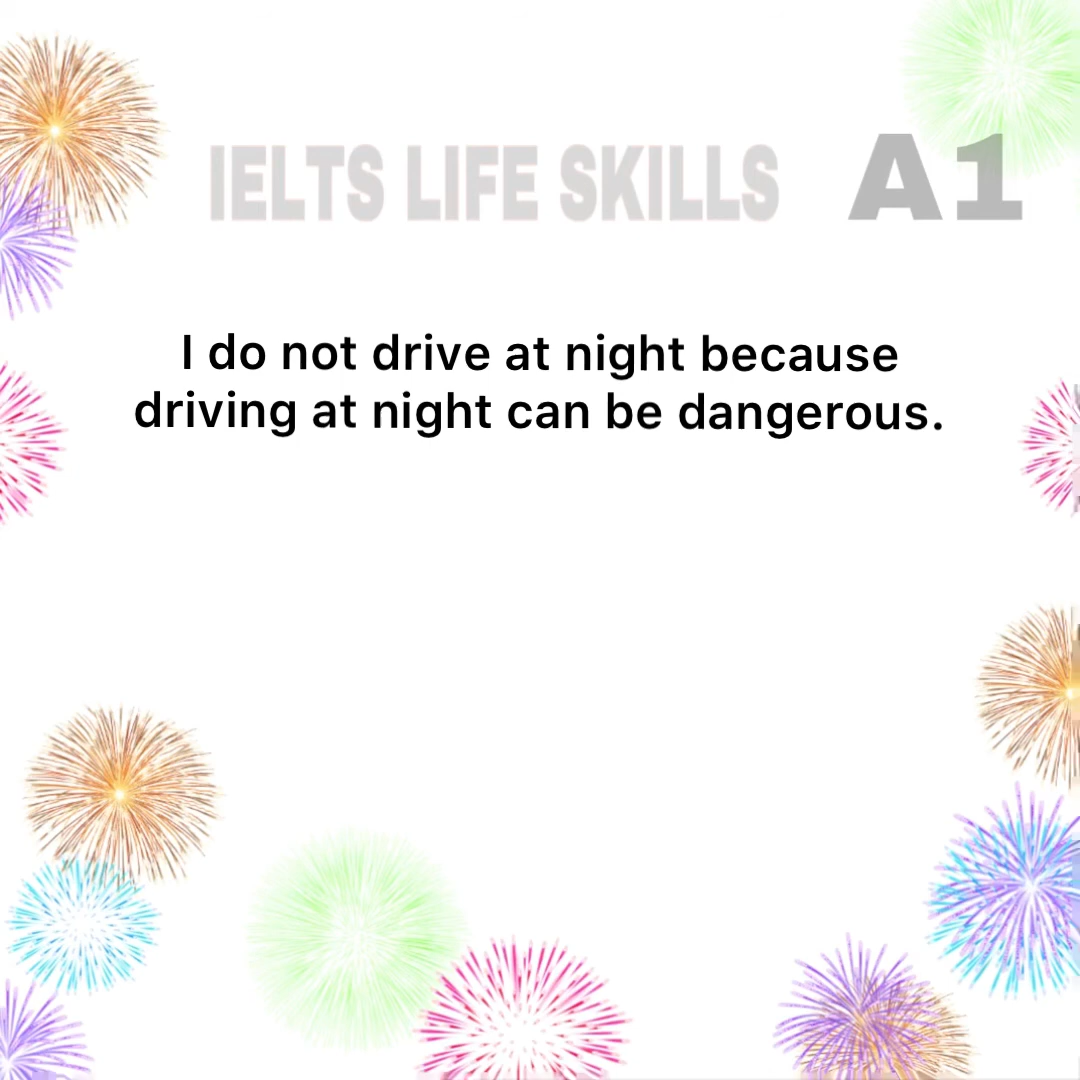 IELTS LIFE SKILLS A1
I do not drive at night because
driving at night can be dangerous.